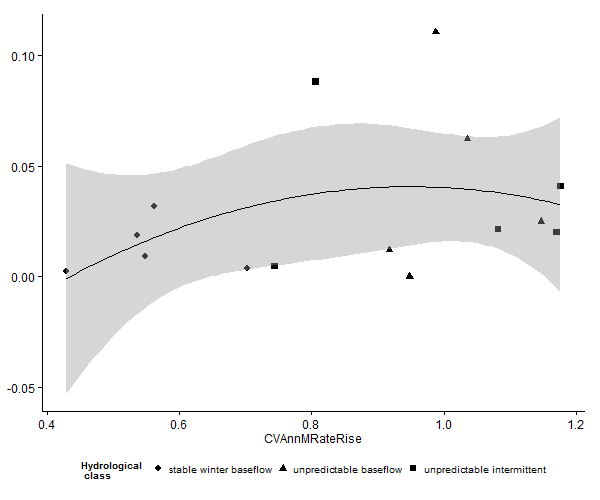 0.10
0.05
0.00
-0.05
0.4 0.6 0.8 1.0 1.2
CVAnnMRateRise
Hydrological
class
stable winter baseflow unpredictable baseflow unpredictable intermittent